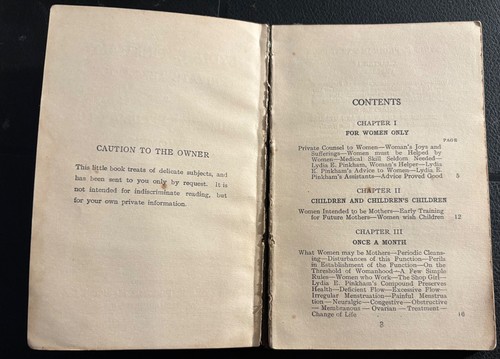 CAUTION TO THE OWNER
This little book treats of delicate subjects, and
has been sent to you only by request. It is
not intended for indiscriminate reading, but
for your own private information.
CONTENTS
CHAPTER I
FOR WOMEN ONLY
PAGE
Private Counsel to Women—Woman's Joys and
Sufferings—Women must be Helped by
Women—Medical Skill Seldom Needed—
Lydia E. Pinkham, Woman's Helper—Lydia
E. Pinkham's Advice to Women—Lydia E.
Pinkham's Assistants—Advice Proved Good 5
CHAPTER II
CHILDREN AND CHILDREN'S CHILDREN
Women Intended to be Mothers—Early Training
for Future Mothers—Women wish Children 12
CHAPTER III
ONCE A MONTH
What Women may be Mothers—Periodic Cleans-
ing—Disturbances of this Function—Perils
in Establishment of the Function—On the
Threshold of Womanhood—A Few Simple
Rules—Women who Work—The Shop Girl—
Lydia E. Pinkham's Compound Preserves
Health—Deficient Flow—Excessive Flow—
Irregular Menstruation—Painful Menstrua
tion—Neuralgic—Congestive—Obstructive
—Membranous—Ovarian—Treatment—
Change of Life 16
3